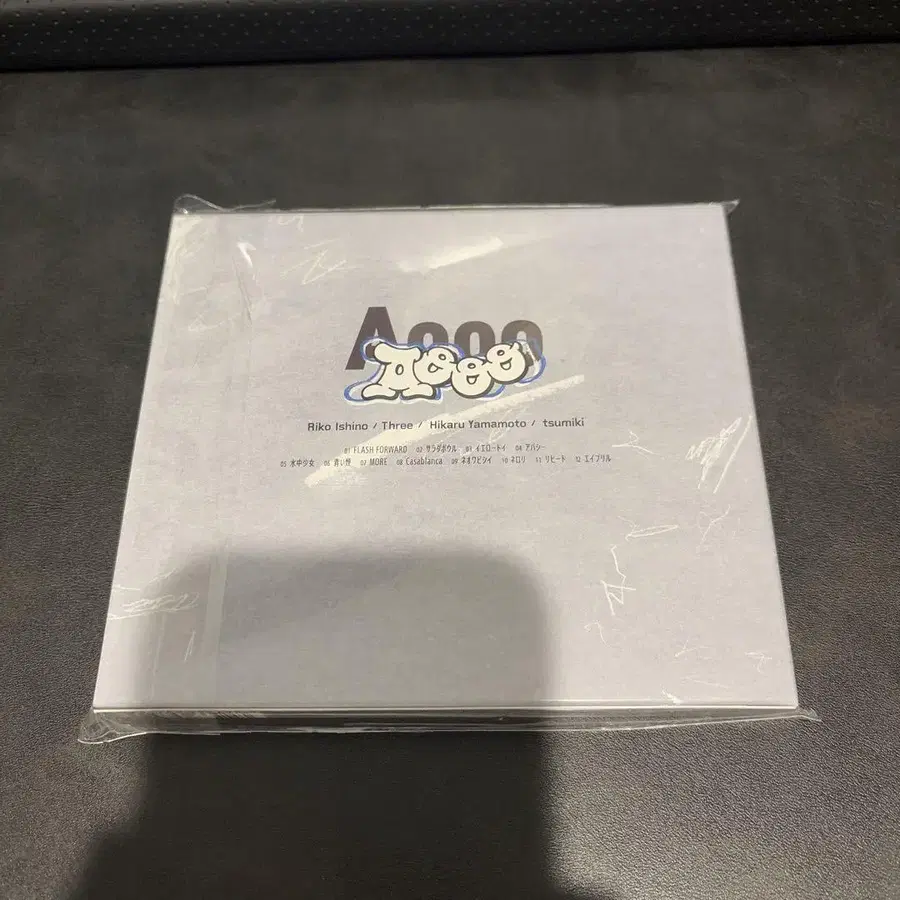 Aooo
Aooo
Riko Ishino / Three / Hikaru Yamamoto / tsumiki
01 FLASH FORWARD 02 サラダボウル 03 イエロートイ 04 アパシー
05 水中少女 06 青い煙 07 MORE 08 Casablanca 09 ネオワビシイ 10 ネロリ 11 リピード 12 エイプリル